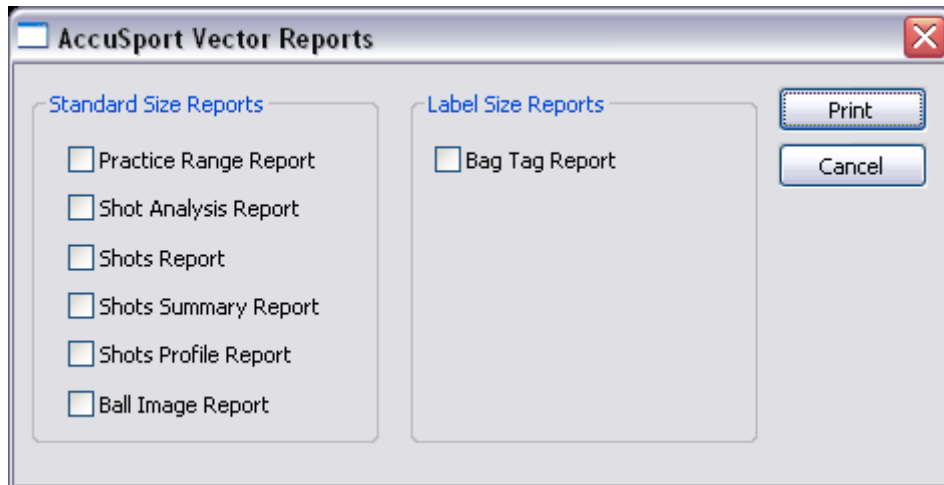 AccuSport Vector Reports
Standard Size Reports
Practice Range Report
Shot Analysis Report
Shots Report
Shots Summary Report
Shots Profile Report
Ball Image Report
Label Size Reports
Bag Tag Report
Print
Cancel